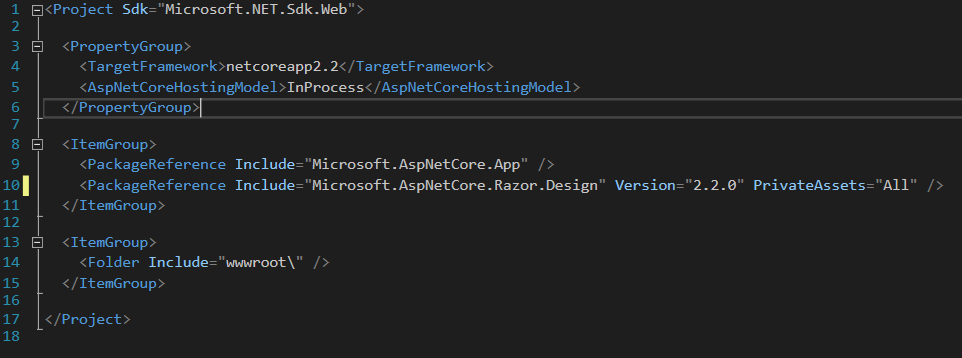 1 <Project Sdk="Microsoft.NET.Sdk.Web">
2
3 <PropertyGroup>
4 <TargetFramework>netcoreapp2.2</TargetFramework>
5 <AspNetCoreHostingModel>InProcess</AspNetCoreHostingModel>
6 </PropertyGroup>
7
8 <ItemGroup>
9 <PackageReference Include="Microsoft.AspNetCore.App" />
10 <PackageReference Include="Microsoft.AspNetCore.Razor.Design" Version="2.2.0" PrivateAssets="All" />
11 </ItemGroup>
12
13 <ItemGroup>
14 <Folder Include="wwwroot\" />
15 </ItemGroup>
16
17 </Project>
18